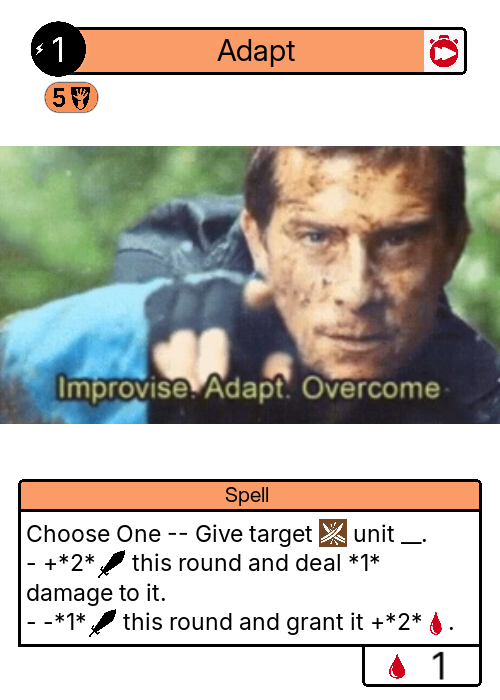 1
Adapt
5
Improvise. Adapt. Overcome
Spell
Choose One -- Give target unit __.
- +*2* this round and deal *1*
damage to it.
- -*1* this round and grant it +*2* .
1